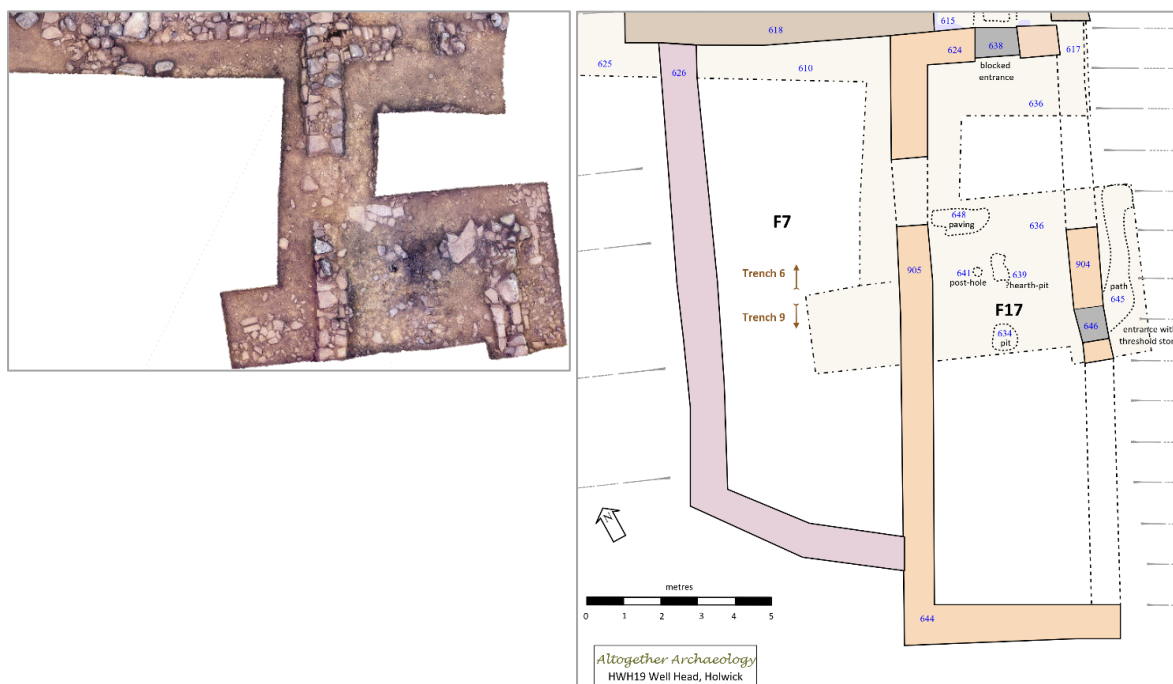 618
615
624
638
617
blocked
entrance
625
626
610
636
F7
648
paving
636
Trench 6
905
641
post-hole
639
?hearth-pit
904
path
645
Trench 9
F17
634
pit
646
entrance with
threshold ston
N
metres
0 1 2 3 4 5
644
Altogether Archaeology
HWH19 Well Head, Holwick